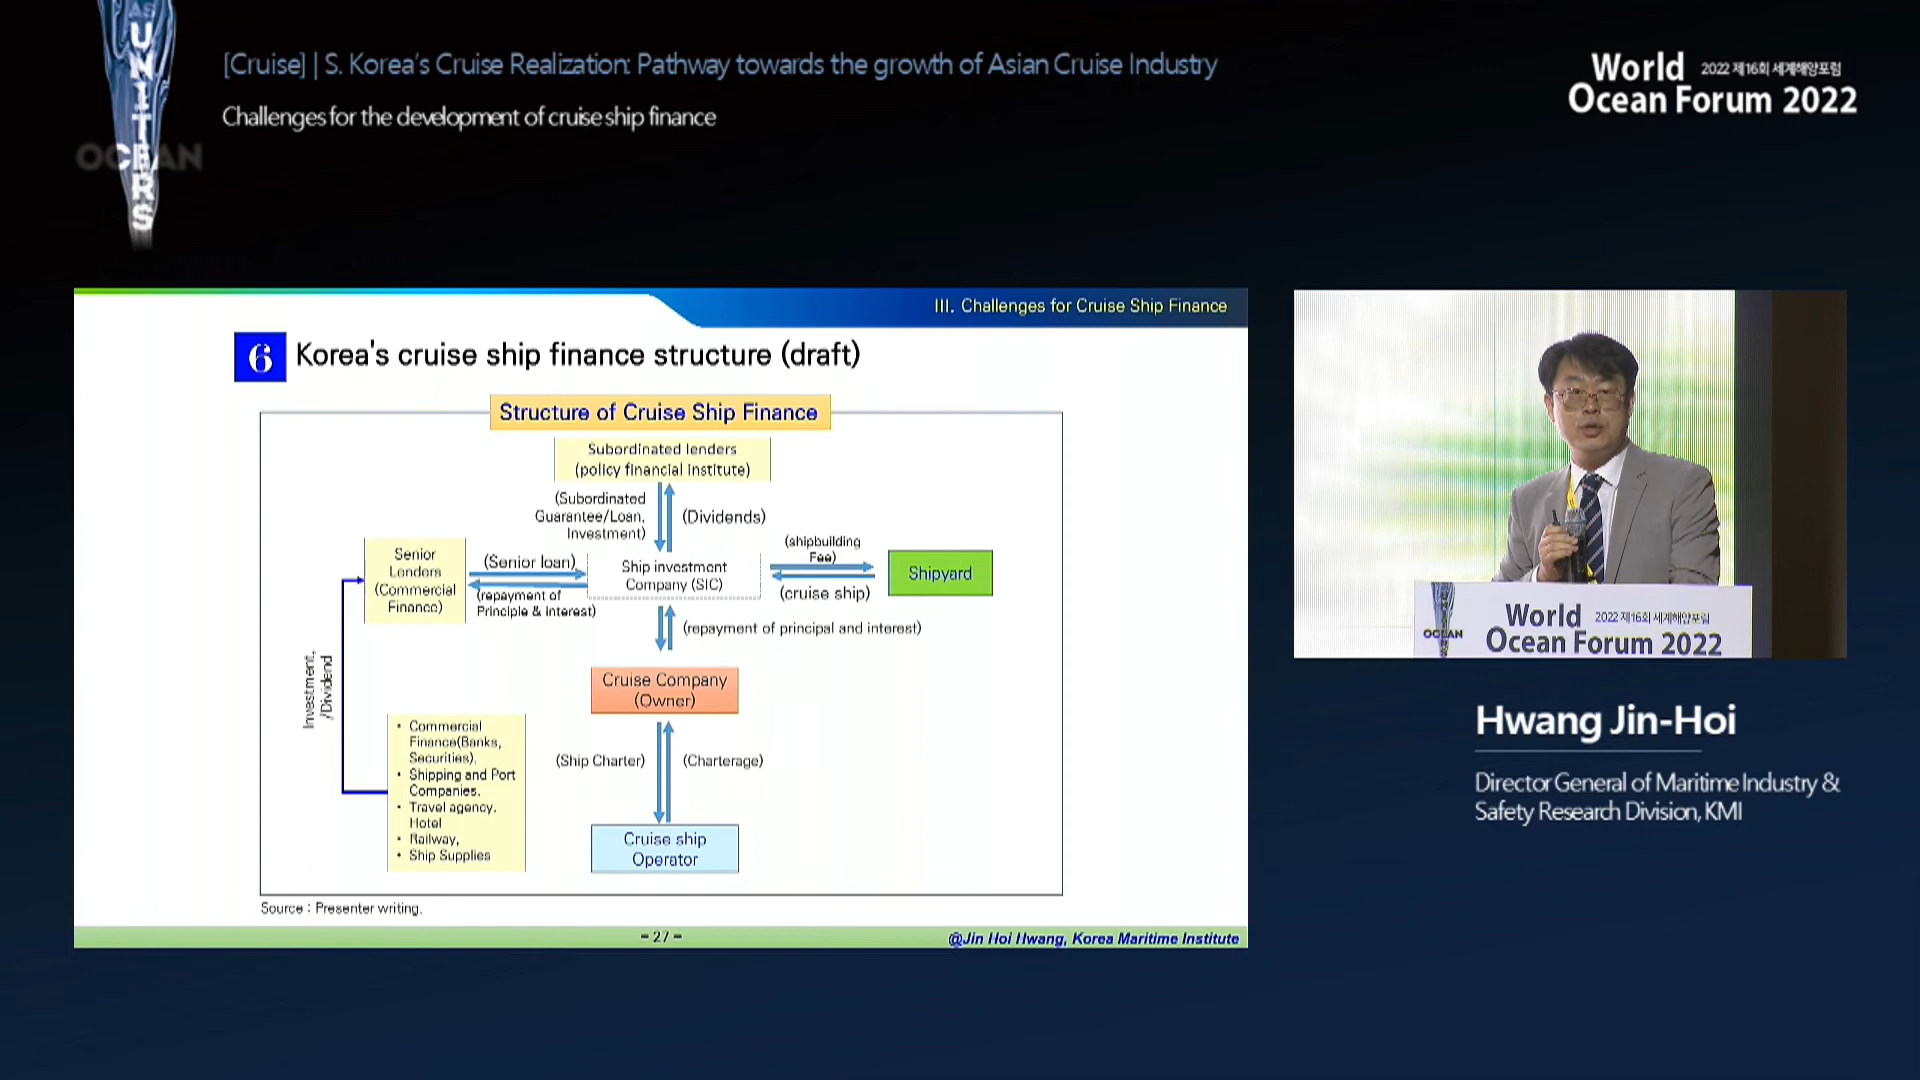 AS
UNITERS
OCEAN
[Cruise] | S. Korea's Cruise Realization: Pathway towards the growth of Asian Cruise Industry
Challenges for the development of cruise ship finance
World 2022 제16회 세계해양포럼
Ocean Forum 2022
III. Challenges for Cruise Ship Finance
6 Korea's cruise ship finance structure (draft)
Structure of Cruise Ship Finance
Subordinated lenders
(policy financial institute)
(Subordinated
Guarantee/Loan,
Investment)
(Dividends)
Senior
Lenders
(Commercial
Finance)
(Senior loan)
(repayment of
Principle & Interest)
Ship investment
Company (SIC)
(shipbuilding
Fee)
(cruise ship)
Shipyard
(repayment of principal and interest)
Investment,
/Dividend
Cruise Company
(Owner)
• Commercial
Finance(Banks,
Securities).
• Shipping and Port
Companies.
• Travel agency.
Hotel
• Railway,
• Ship Supplies
(Ship Charter)
(Charterage)
Cruise ship
Operator
Source : Presenter writing.
- 27 -
@Jin Hoi Hwang, Korea Maritime Institute
OCEAN
World 2022 제16회 세계해양포럼
Ocean Forum 2022
Hwang Jin-Hoi
Director General of Maritime Industry &
Safety Research Division, KMI